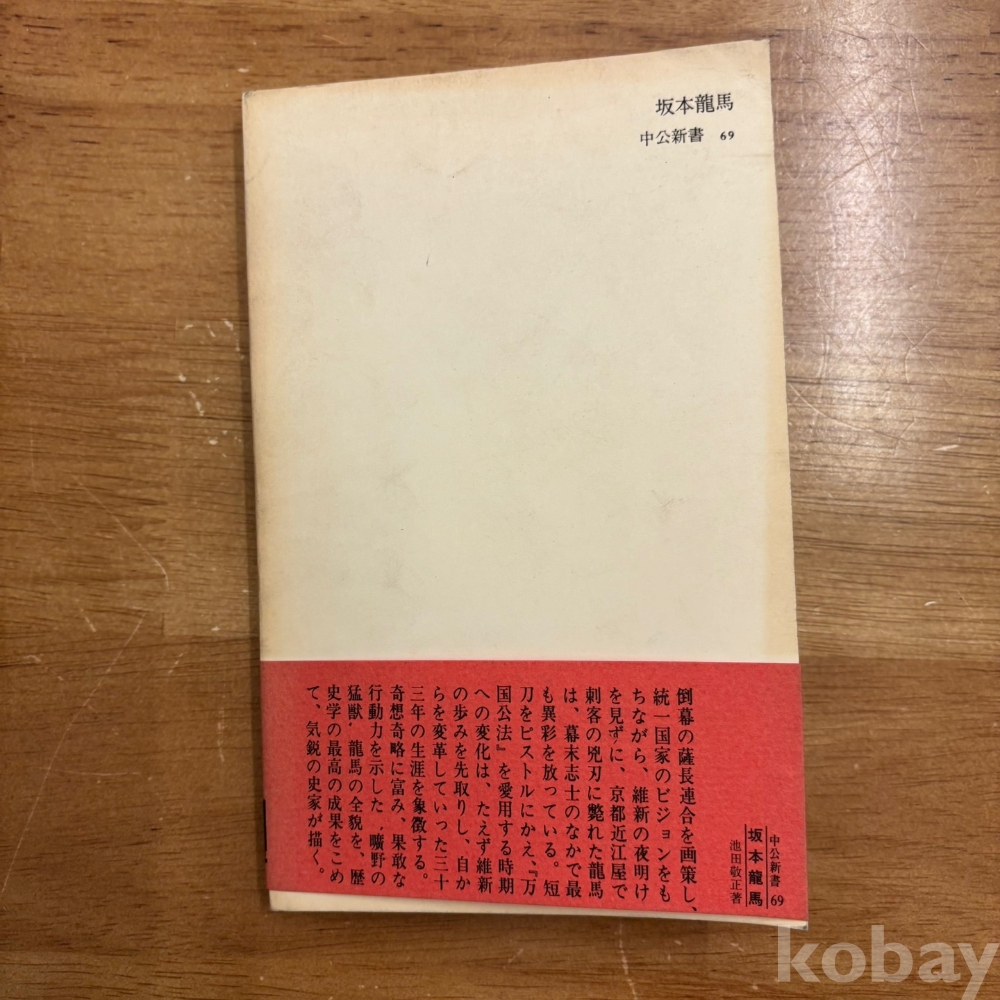 坂本龍馬
中公新書 69
倒幕の薩長連合を画策し、
統一国家のビジョンをも
ちながら、維新の夜明け
を見ずに、京都近江屋で
刺客の兇刃に斃れた龍馬
は、幕末志士のなかで最
も異彩を放っている。短
刀をピストルにかえ、『万
国公法』を愛用する時期
への変化は、たえず維新
の歩みを先取りし、自か
らを変革していった三十
三年の生涯を象徴する。
奇想奇略に富み、果敢な
行動力を示した〝曠野の
猛獣〟龍馬の全貌を、歴
史学の最高の成果をこめ
て、気鋭の史家が描く。
中公新書 69
坂本龍馬
池田敬正著
kobay